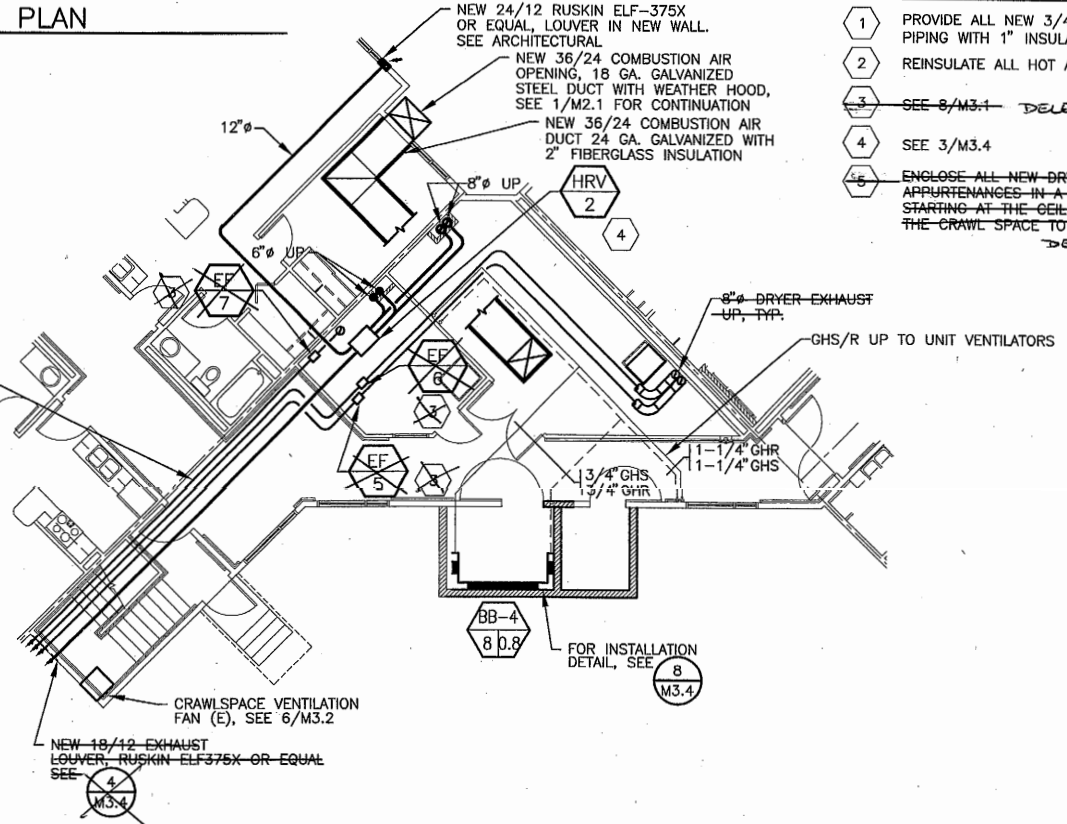 PLAN
NEW 24/12 RUSKIN ELF-375X
OR EQUAL, LOUVER IN NEW WALL.
SEE ARCHITECTURAL
NEW 36/24 COMBUSTION AIR
OPENING, 18 GA. GALVANIZED
STEEL DUCT WITH WEATHER HOOD,
SEE 1/M2.1 FOR CONTINUATION
NEW 36/24 COMBUSTION AIR
DUCT 24 GA. GALVANIZED WITH
2" FIBERGLASS INSULATION
12"ø
8"ø UP
HRV
2
4
6"ø UP
EF
7
3
EF
6
3
EF
5
3
8"ø DRYER EXHAUST
UP, TYP.
GHS/R UP TO UNIT VENTILATORS
1-1/4" GHR
1-1/4" GHS
3/4" GHS
3/4" GHR
BB-4
8 0.8
FOR INSTALLATION
DETAIL, SEE
8
M3.4
CRAWLSPACE VENTILATION
FAN (E), SEE 6/M3.2
NEW 18/12 EXHAUST
LOUVER, RUSKIN ELF375X OR EQUAL
SEE
4
M3.4
1 PROVIDE ALL NEW 3/4
PIPING WITH 1" INSULA
2 REINSULATE ALL HOT A
3 SEE 8/M3.1 DELE
4 SEE 3/M3.4
5 ENCLOSE ALL NEW DR
APPURTENANCES IN A
STARTING AT THE CEIL
THE CRAWL SPACE TO
DE